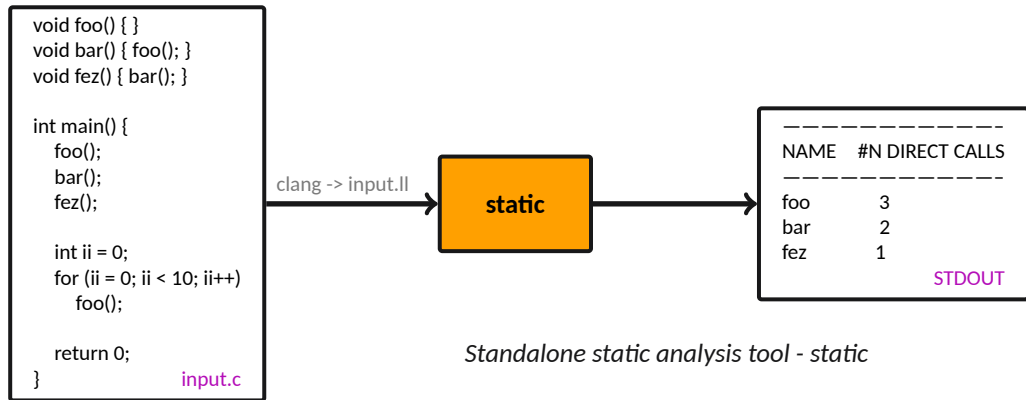 void foo() { }
void bar() { foo(); }
void fez() { bar(); }
int main() {
foo();
bar();
fez();
int ii = 0;
for (ii = 0; ii < 10; ii++)
foo();
return 0;
}
input.c
clang -> input.ll
static
————————————-
NAME #N DIRECT CALLS
————————————-
foo 3
bar 2
fez 1
STDOUT
Standalone static analysis tool - static